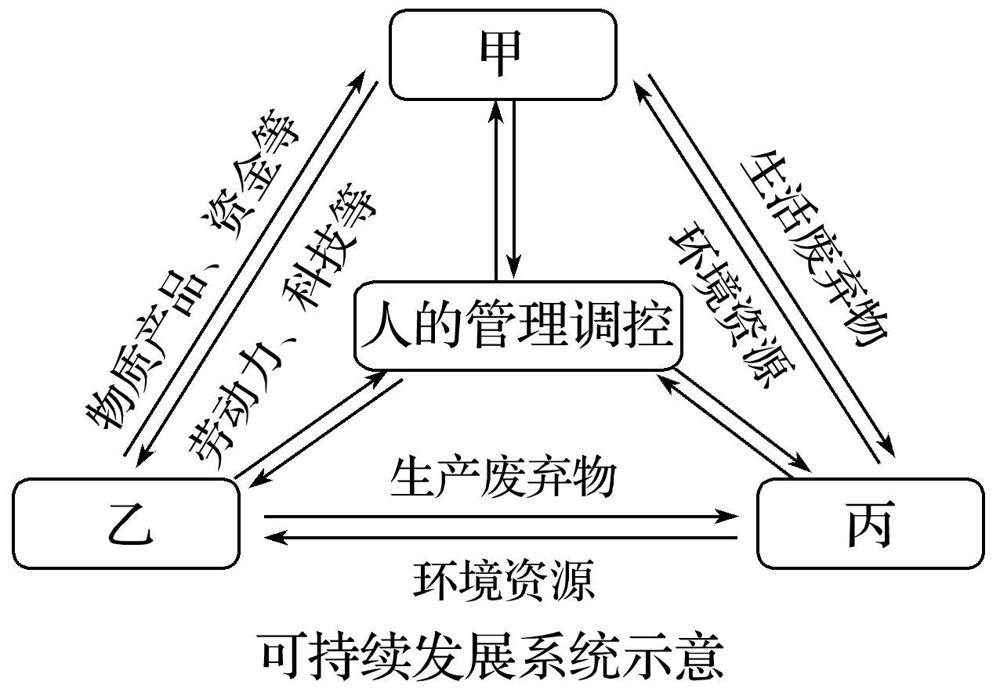 甲
物质产品、资金等
劳动力、科技等
生活废弃物
环境资源
人的管理调控
乙
生产废弃物
环境资源
丙
可持续发展系统示意